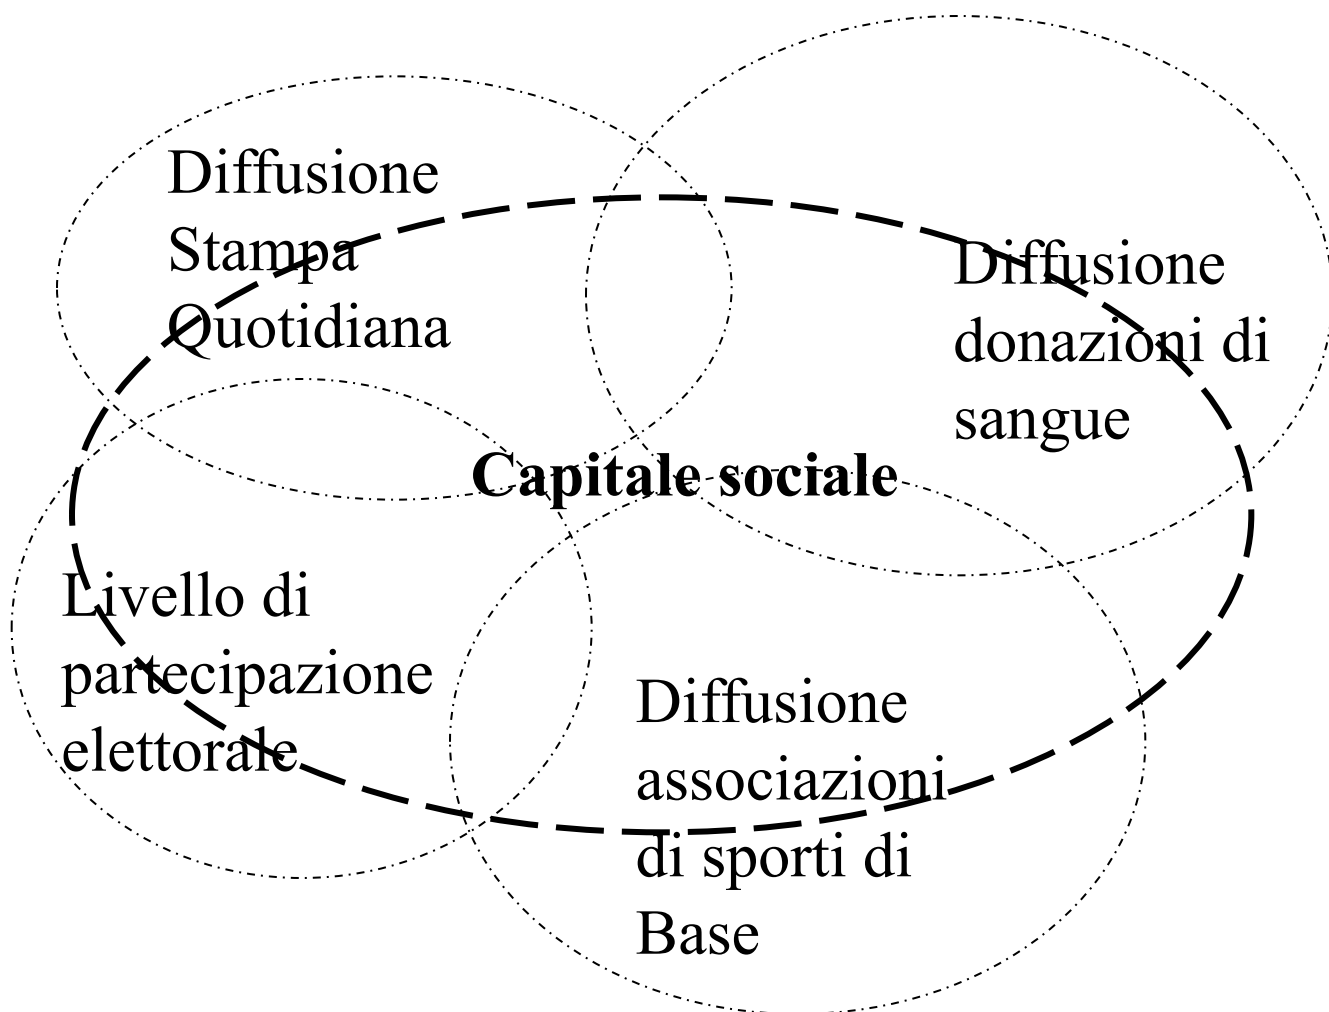 Diffusione
Stampa
Quotidiana
Diffusione
donazioni di
sangue
Capitale sociale
Livello di
partecipazione
elettorale
Diffusione
associazioni
di sporti di
Base